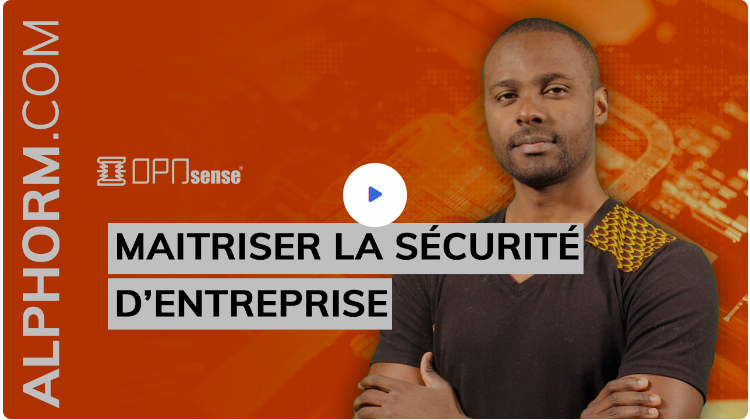 ALPHORM.COM
OPNsense®
MAITRISER LA SÉCURITÉ
D’ENTREPRISE